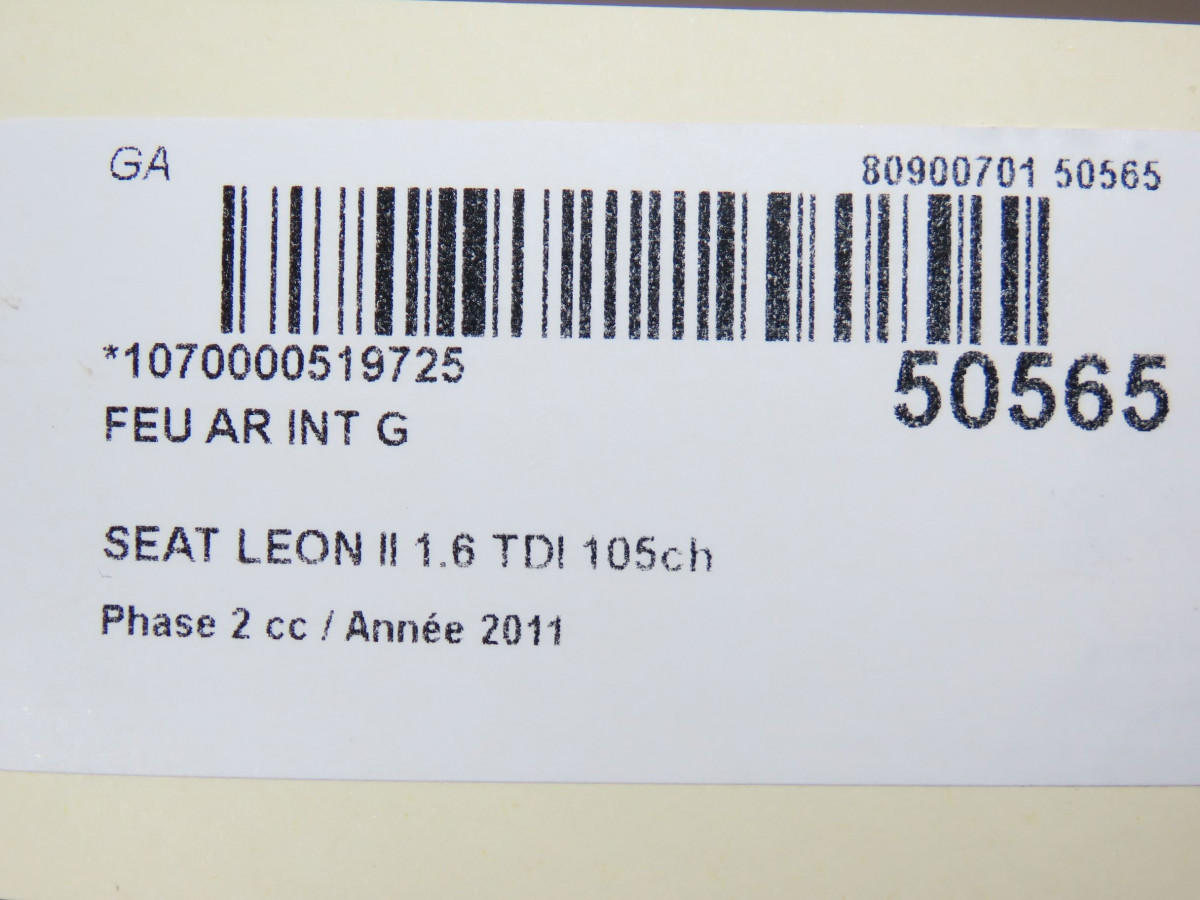 GA 80900701 50565
*1070000519725
50565
FEU AR INT G
SEAT LEON II 1.6 TDI 105ch
Phase 2 cc / Année 2011